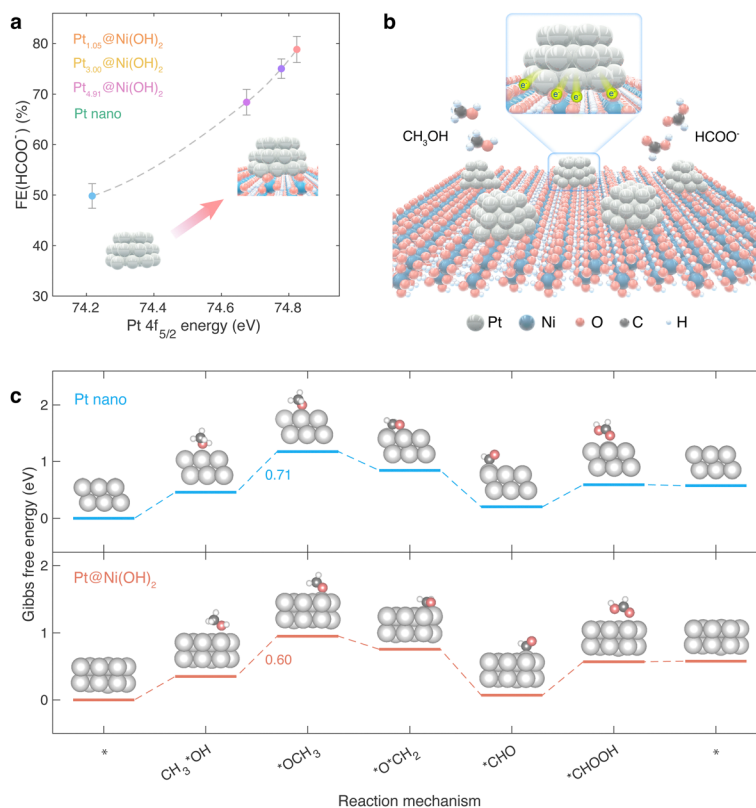 a
80
70
60
50
40
30
FE(HCOO⁻) (%)
Pt₁.₀₅@Ni(OH)₂
Pt₃.₀₀@Ni(OH)₂
Pt₄.₉₁@Ni(OH)₂
Pt nano
74.2 74.4 74.6 74.8
Pt 4f₅/₂ energy (eV)
b
e⁻ e⁻ e⁻ e⁻
CH₃OH
HCOO⁻
Pt Ni O C H
c
Gibbs free energy (eV)
2
1
0
Pt nano
0.71
2
1
0
Pt@Ni(OH)₂
0.60
* CH₃*OH *OCH₃ *O*CH₂ *CHO *CHOOH *
Reaction mechanism